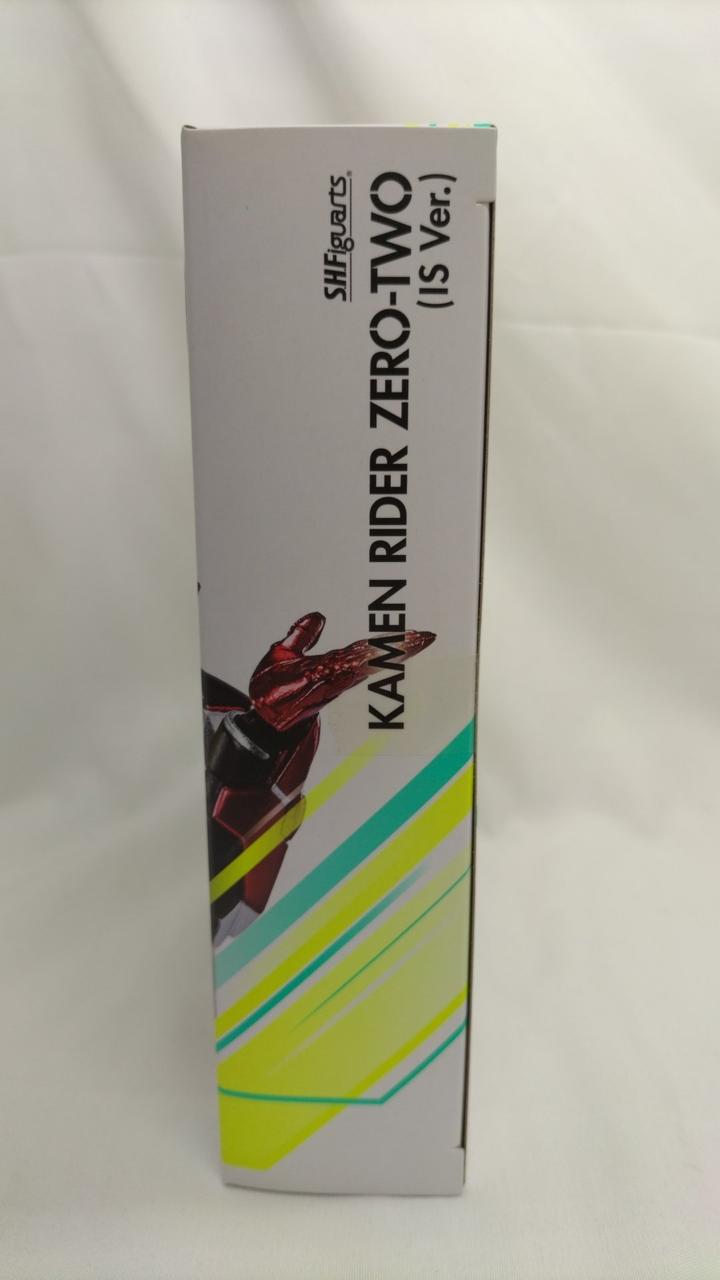 S.H.Figuarts®
KAMEN RIDER ZERO-TWO
(IS Ver.)